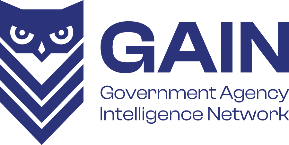 GAIN
Government Agency
Intelligence Network